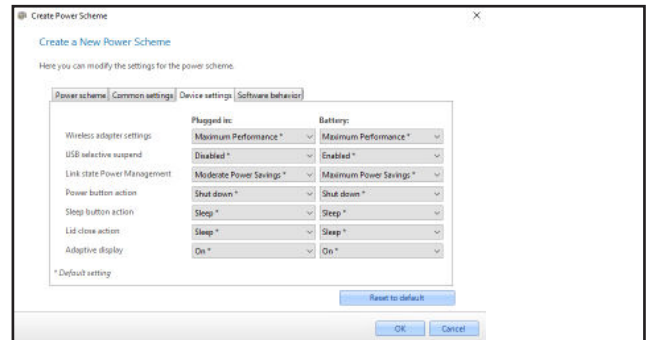 Create Power Scheme
Create a New Power Scheme
Here you can modify the settings for the power scheme.
Power scheme Common settings Device settings Software behavior
Plugged in: Battery:
Wireless adapter settings Maximum Performance * Maximum Performance *
USB selective suspend Disabled * Enabled *
Link state Power Management Moderate Power Savings * Maximum Power Savings *
Power button action Shut down * Shut down *
Sleep button action Sleep * Sleep *
Lid close action Sleep * Sleep *
Adaptive display On * On *
* Default setting
Reset to default
OK Cancel